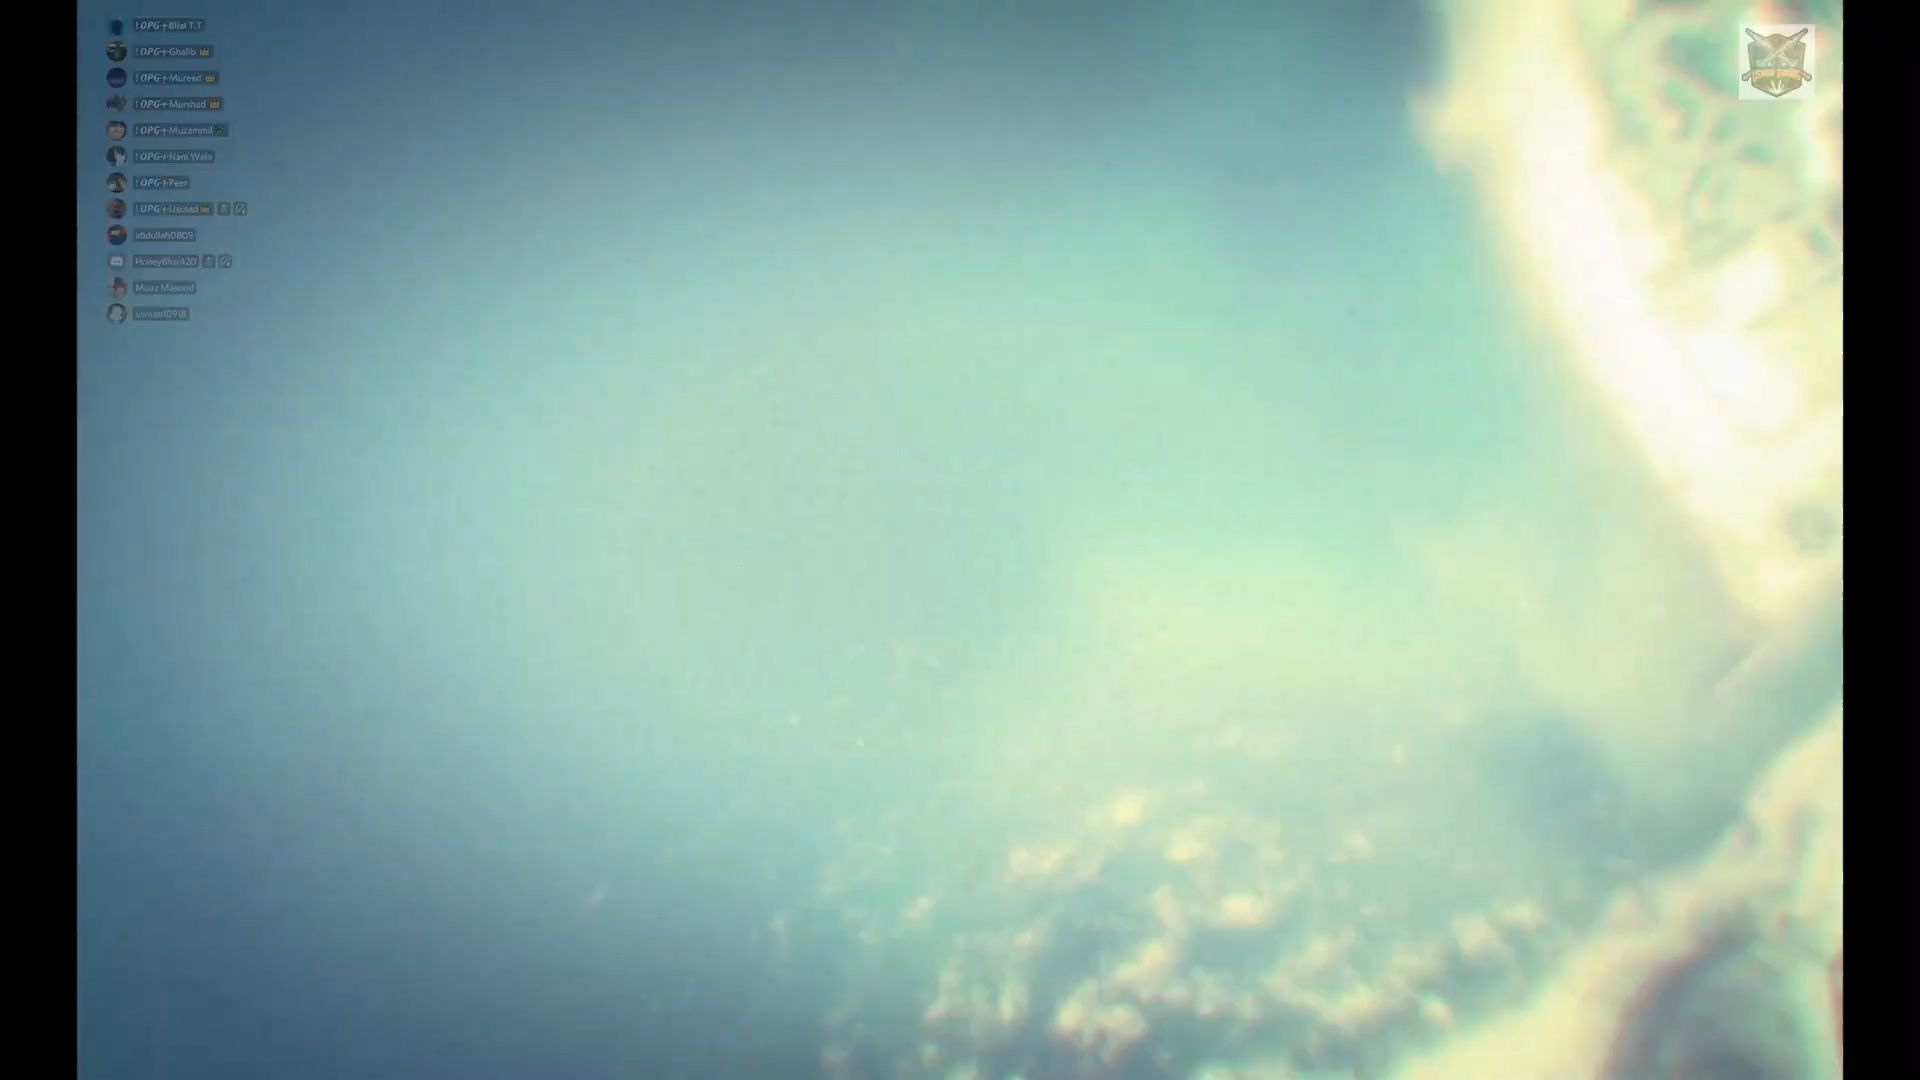 ! OPG + Bilal T.T
! OPG + Ghalib
! OPG + Mureed
! OPG + Murshad
! OPG + Muzammil
! OPG + Nani Wala
! OPG + Peer
! OPG +
abdullah0809
HoneyBhai420
Muaz Masood
usman10918